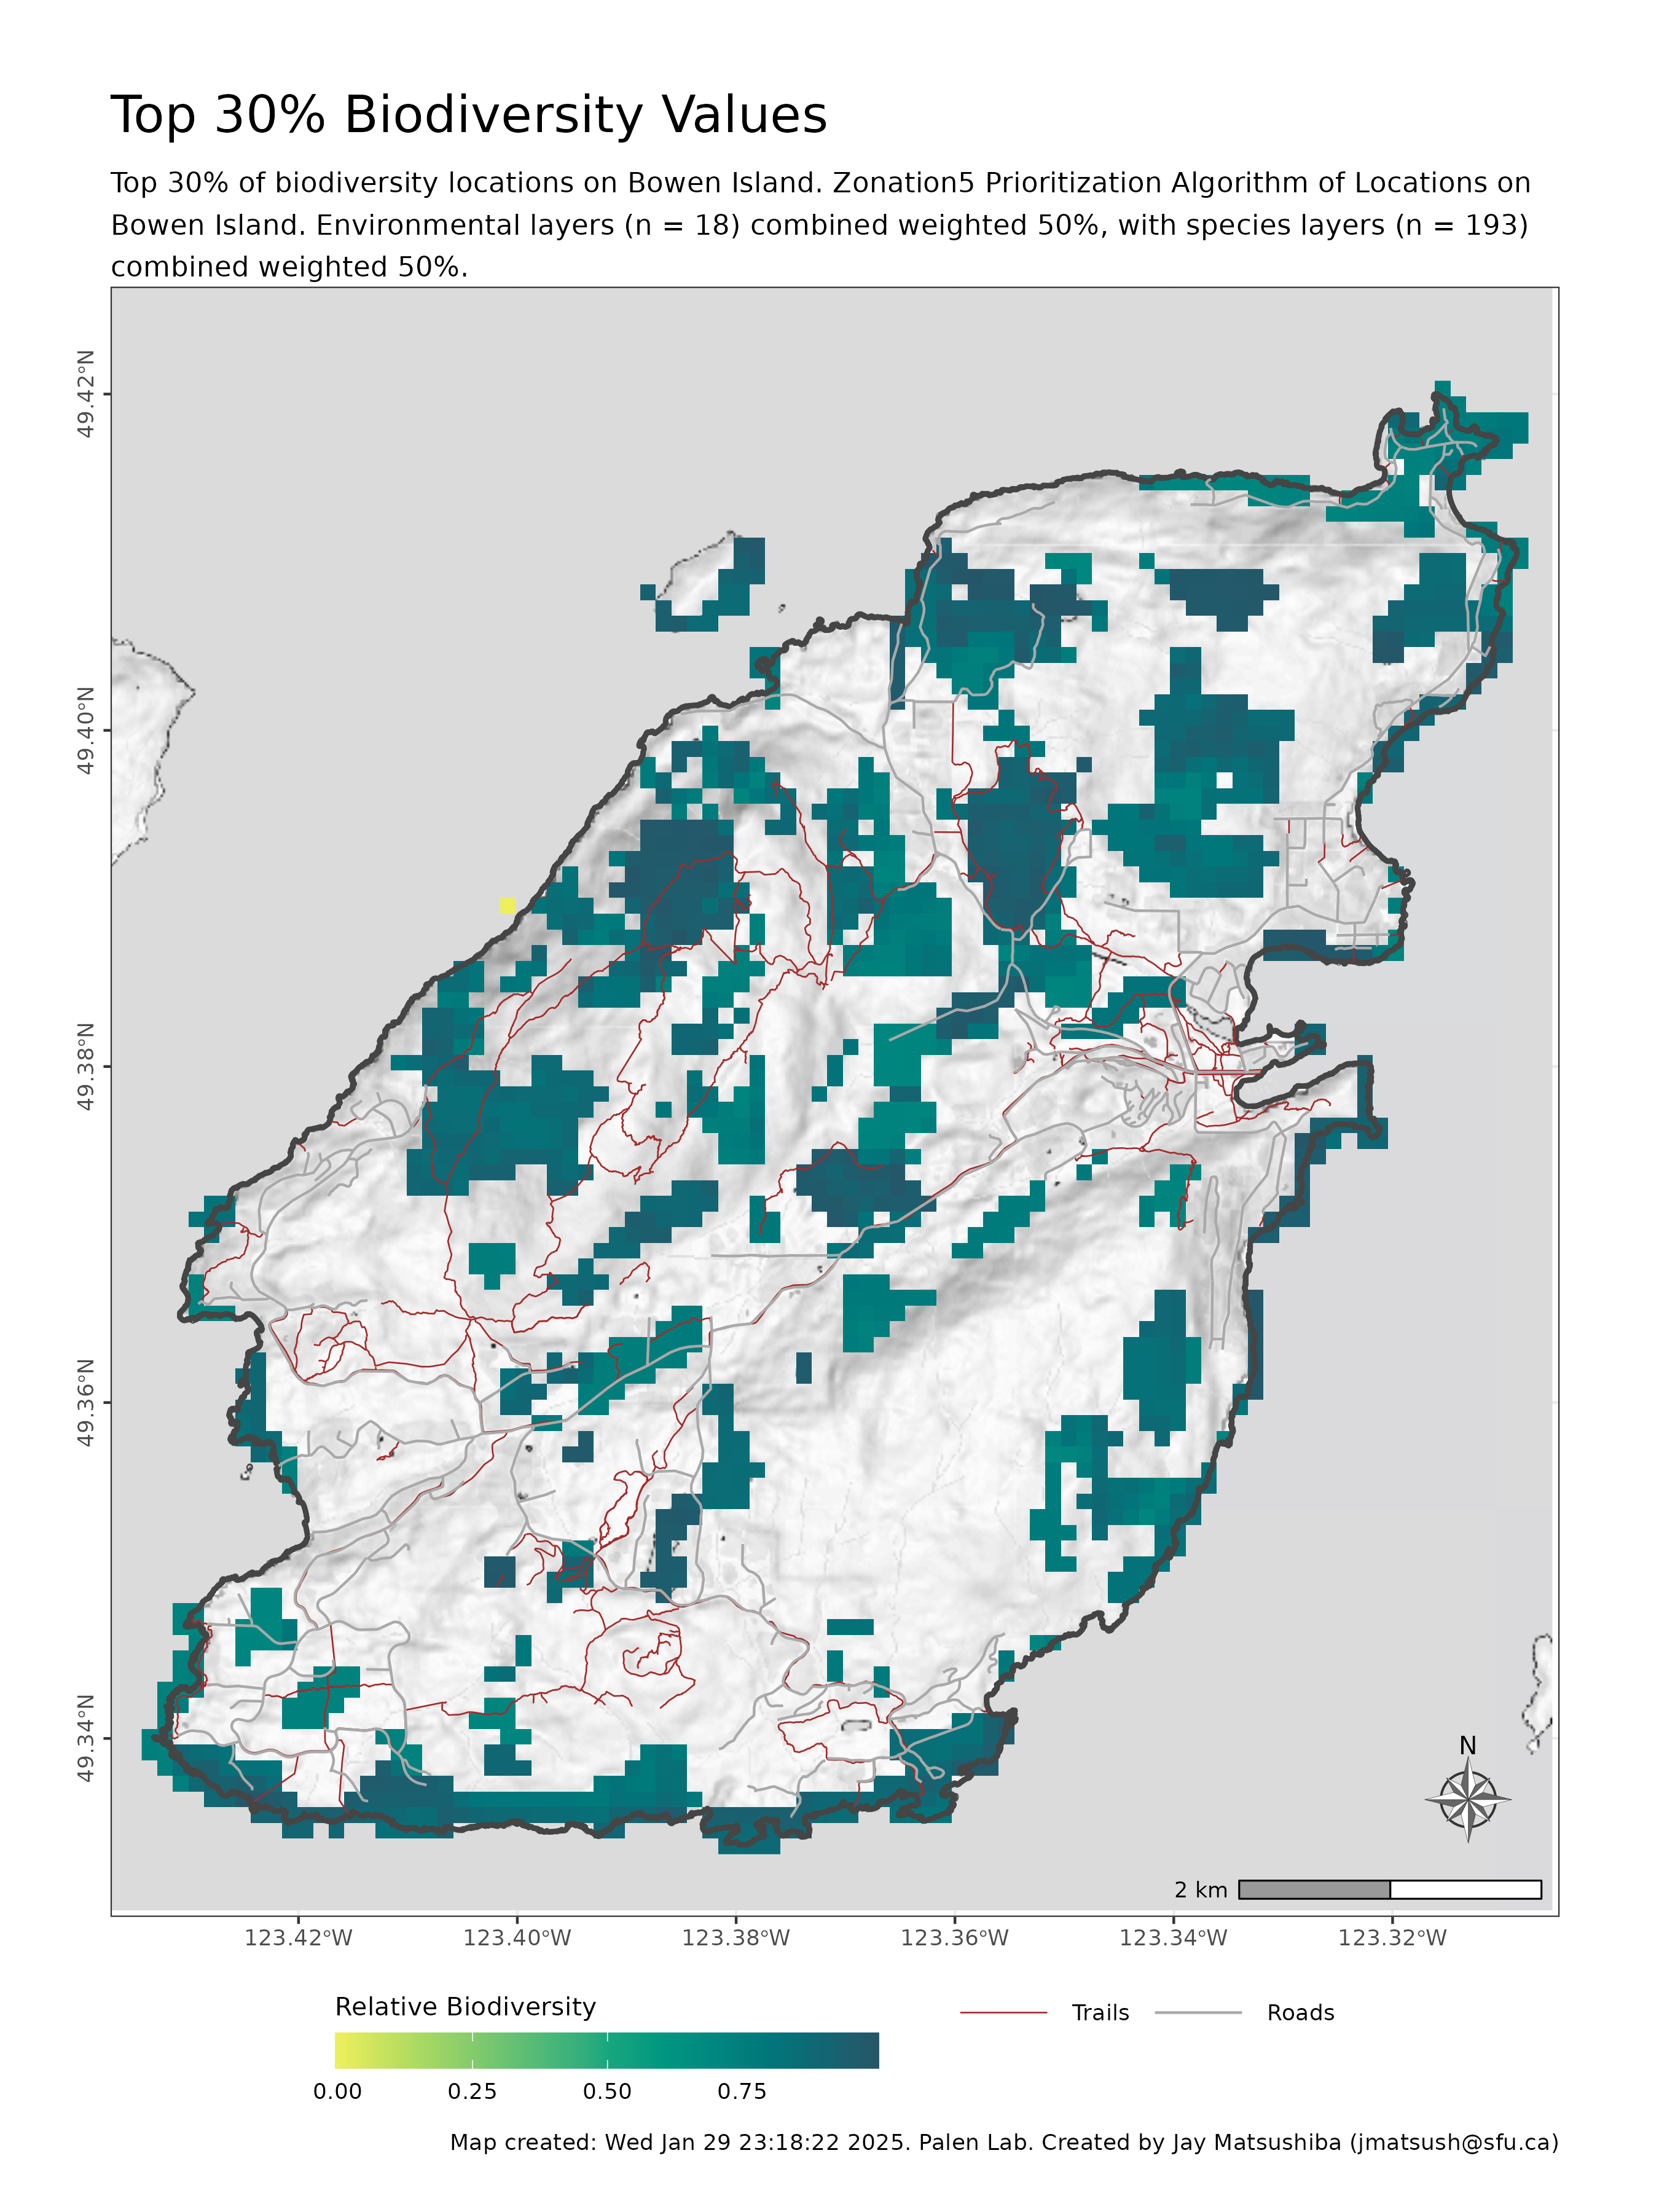 Top 30% Biodiversity Values
Top 30% of biodiversity locations on Bowen Island. Zonation5 Prioritization Algorithm of Locations on
Bowen Island. Environmental layers (n = 18) combined weighted 50%, with species layers (n = 193)
combined weighted 50%.
49.42°N
49.40°N
49.38°N
49.36°N
49.34°N
N
2 km
123.42°W 123.40°W 123.38°W 123.36°W 123.34°W 123.32°W
Relative Biodiversity
Trails Roads
0.00 0.25 0.50 0.75
Map created: Wed Jan 29 23:18:22 2025. Palen Lab. Created by Jay Matsushiba (jmatsush@sfu.ca)